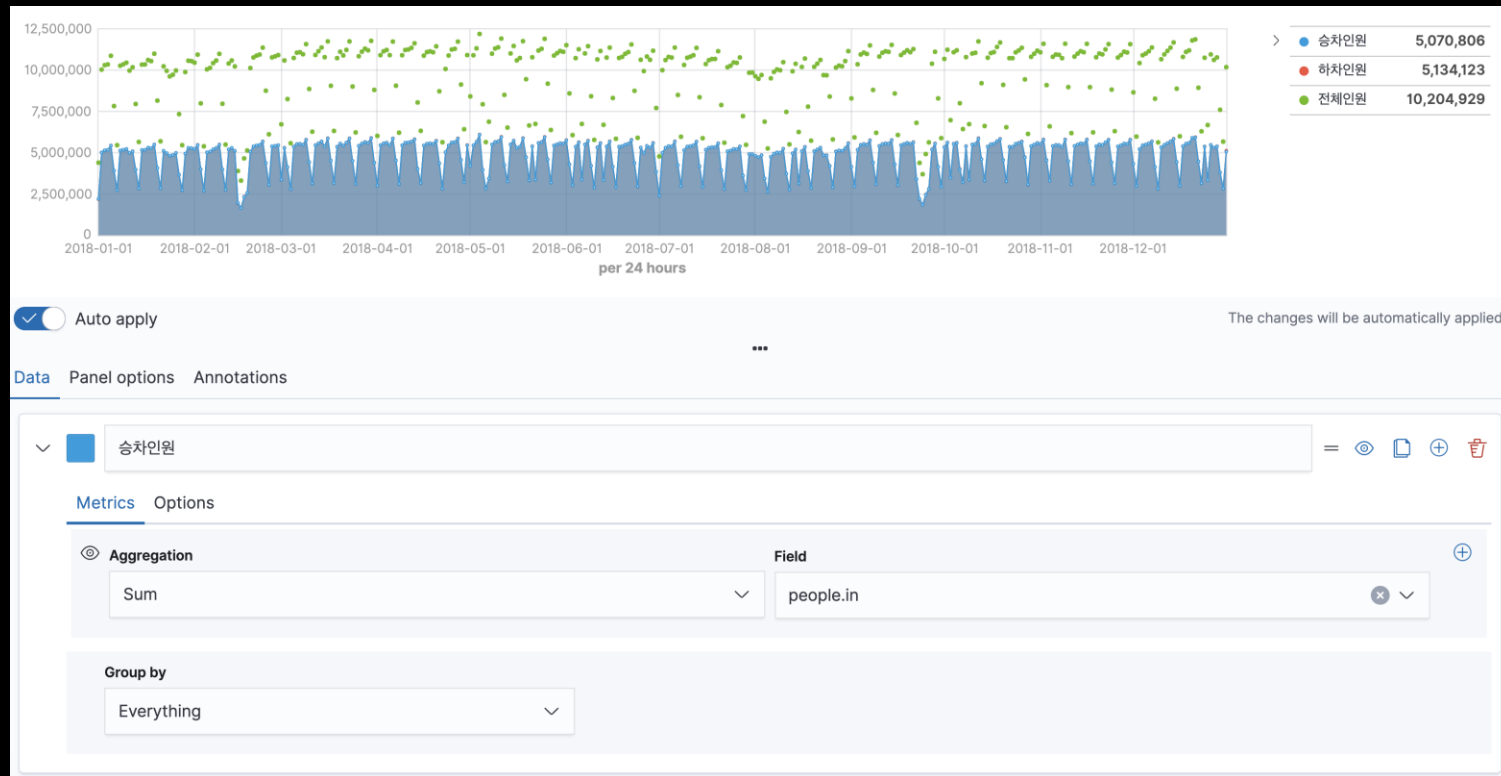 12,500,000
10,000,000
7,500,000
5,000,000
2,500,000
0
2018-01-01 2018-02-01 2018-03-01 2018-04-01 2018-05-01 2018-06-01 2018-07-01 2018-08-01 2018-09-01 2018-10-01 2018-11-01 2018-12-01
per 24 hours
승차인원 5,070,806
하차인원 5,134,123
전체인원 10,204,929
Auto apply
The changes will be automatically applied
Data Panel options Annotations
승차인원
Metrics Options
Aggregation Field
Sum people.in
Group by
Everything